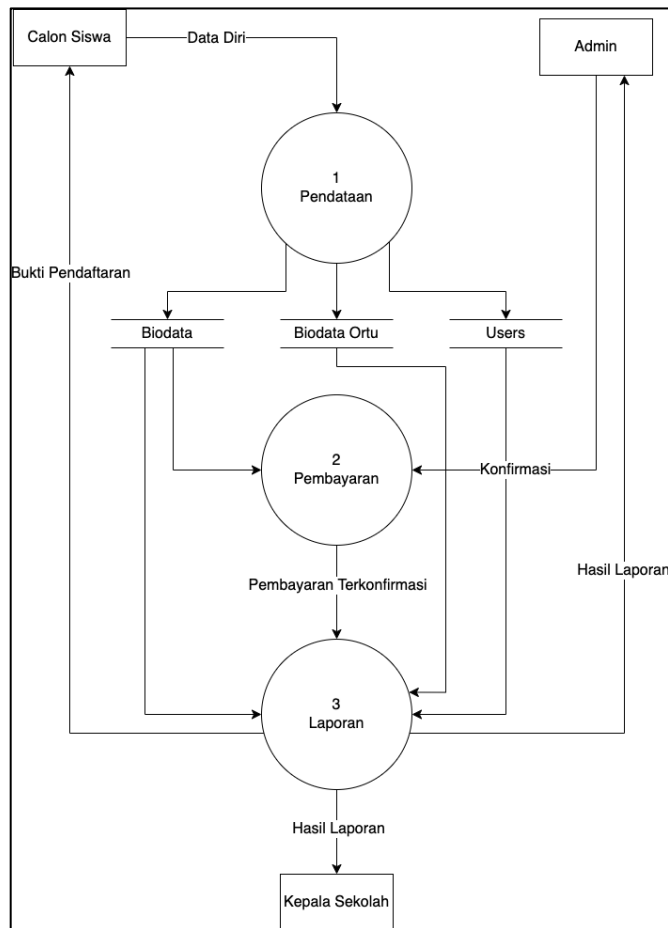 Calon Siswa
Data Diri
Admin
1
Pendataan
Bukti Pendaftaran
Biodata
Biodata Ortu
Users
2
Pembayaran
Konfirmasi
Hasil Laporan
Pembayaran Terkonfirmasi
3
Laporan
Hasil Laporan
Kepala Sekolah